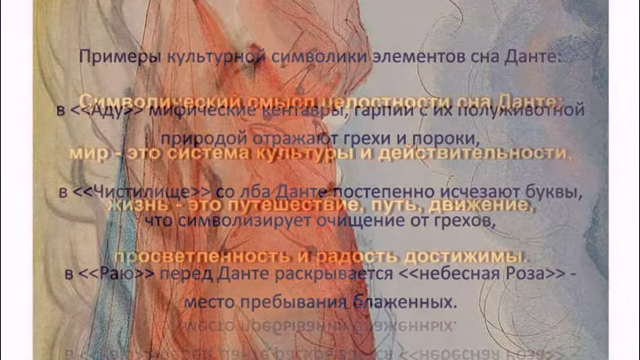 Примеры культурной символики элементов сна Данте:
Символический смысл целостности сна Данте:
в <<Аду>> мифические кентавры, гарпии с их полуживотной
природой отражают грехи и пороки,
мир - это система культуры и действительности,
в <<Чистилище>> со лба Данте постепенно исчезают буквы,
жизнь - это путешествие, путь, движение,
что символизирует очищение от грехов,
просветленность и радость достижимы.
в <<Раю>> перед Данте раскрывается <<небесная Роза>> -
место пребывания блаженных.